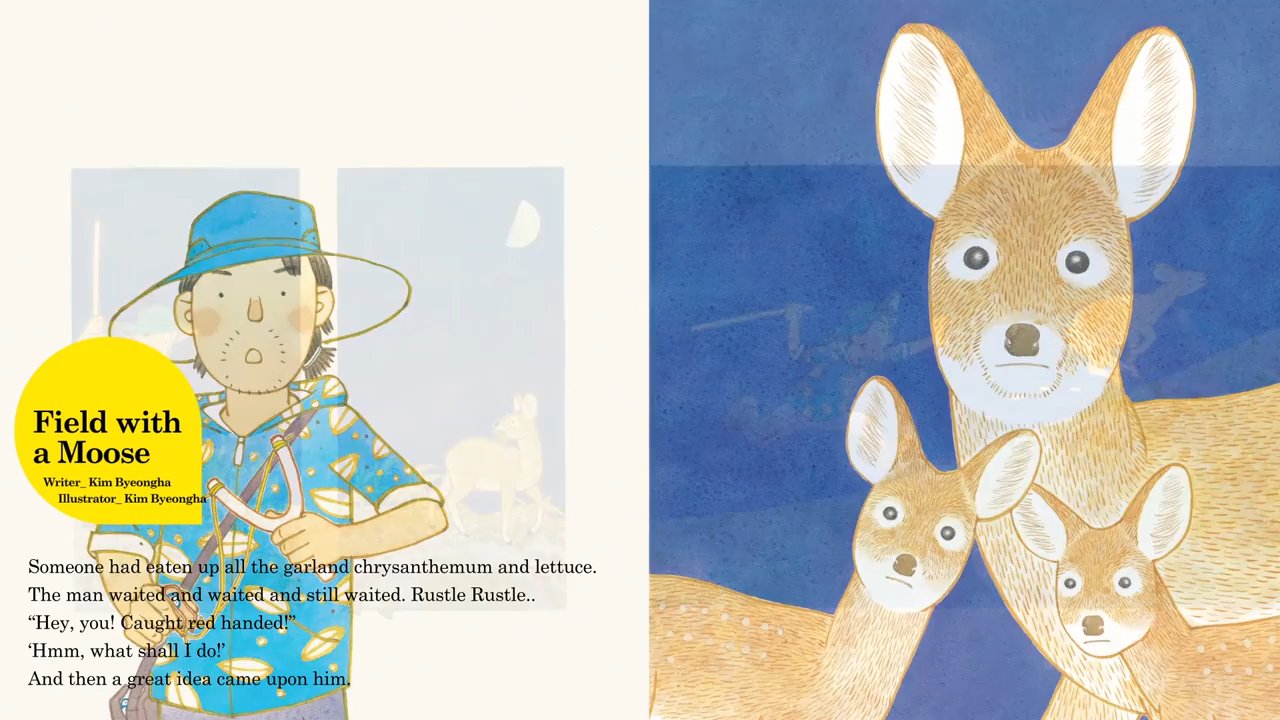 Field with
a Moose
Writer_ Kim Byeongha
Illustrator_ Kim Byeongha
Someone had eaten up all the garland chrysanthemum and lettuce.
The man waited and waited and still waited. Rustle Rustle..
“Hey, you! Caught red handed!”
‘Hmm, what shall I do!’
And then a great idea came upon him.